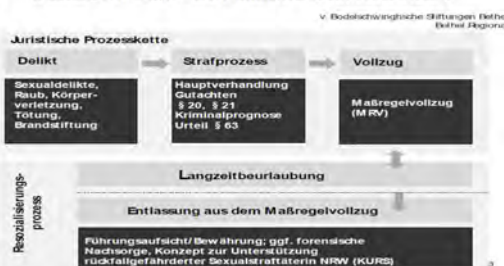 v. Bodelschwinghsche Stiftungen Bethel
Bethel.Regional
Juristische Prozesskette
Delikt
Strafprozess
Vollzug
Sexualdelikte,
Raub, Körper-
verletzung,
Tötung,
Brandstiftung
Hauptverhandlung
Gutachten
§ 20, § 21
Kriminalprognose
Urteil § 63
Maßregelvollzug
(MRV)
Resozialisierungs-
prozess
Langzeitbeurlaubung
Entlassung aus dem Maßregelvollzug
Führungsaufsicht/Bewährung; ggf. forensische
Nachsorge, Konzept zur Unterstützung
rückfallgefährderter Sexualstraftäterin NRW (KURS)